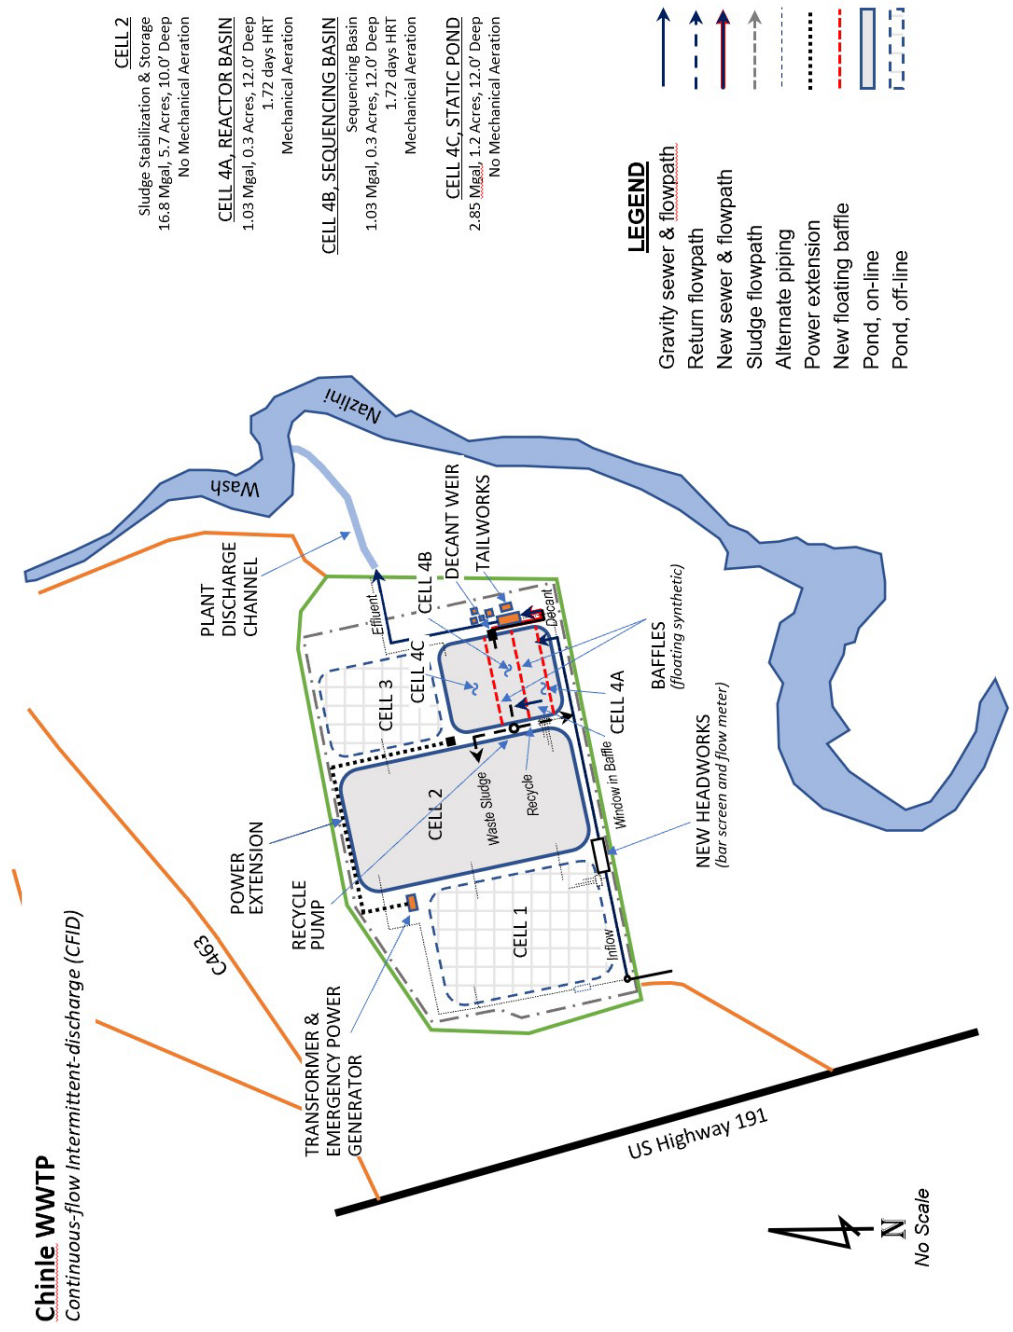 Chinle WWTP
Continuous-flow Intermittent-discharge (CFID)
CELL 2
Sludge Stabilization & Storage
16.8 Mgal, 5.7 Acres, 10.0' Deep
No Mechanical Aeration
CELL 4A, REACTOR BASIN
1.03 Mgal, 0.3 Acres, 12.0' Deep
1.72 days HRT
Mechanical Aeration
CELL 4B, SEQUENCING BASIN
Sequencing Basin
1.03 Mgal, 0.3 Acres, 12.0' Deep
1.72 days HRT
Mechanical Aeration
CELL 4C, STATIC POND
2.85 Mgal, 1.2 Acres, 12.0' Deep
No Mechanical Aeration
C463
Wash
Nazlini
PLANT
DISCHARGE
CHANNEL
POWER
EXTENSION
RECYCLE
PUMP
TRANSFORMER &
EMERGENCY POWER
GENERATOR
Effluent
CELL 3
CELL 4C
CELL 4B
DECANT WEIR
TAILWORKS
CELL 2
Waste Sludge
Recycle
Decant
CELL 1
Inflow
Window in Baffle
CELL 4A
BAFFLES
(floating synthetic)
NEW HEADWORKS
(bar screen and flow meter)
US Highway 191
N
No Scale
LEGEND
Gravity sewer & flowpath
Return flowpath
New sewer & flowpath
Sludge flowpath
Alternate piping
Power extension
New floating baffle
Pond, on-line
Pond, off-line